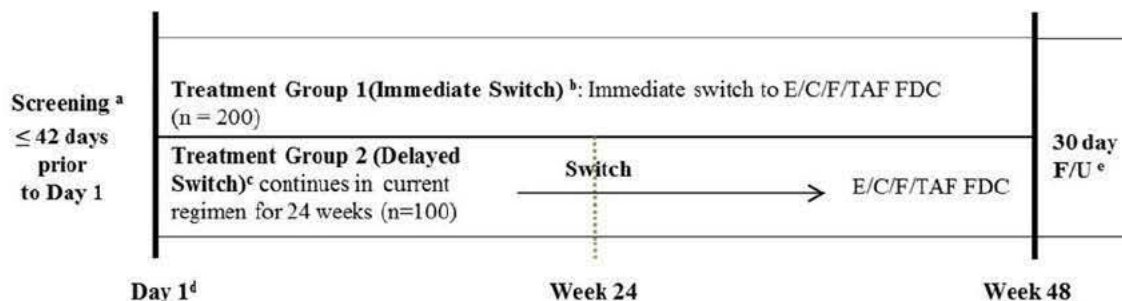 Screening a
≤ 42 days
prior
to Day 1
Treatment Group 1(Immediate Switch) b: Immediate switch to E/C/F/TAF FDC
(n = 200)
Treatment Group 2 (Delayed
Switch)c continues in current
regimen for 24 weeks (n=100)
Switch
E/C/F/TAF FDC
30 day
F/U e
Day 1d
Week 24
Week 48